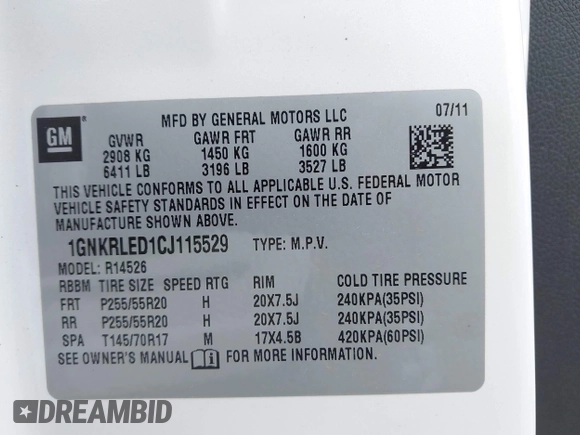 MFD BY GENERAL MOTORS LLC 07/11
GM ®
GVWR GAWR FRT GAWR RR
2908 KG 1450 KG 1600 KG
6411 LB 3196 LB 3527 LB
THIS VEHICLE CONFORMS TO ALL APPLICABLE U.S. FEDERAL MOTOR
VEHICLE SAFETY STANDARDS IN EFFECT ON THE DATE OF
MANUFACTURE SHOWN ABOVE.
1GNKRLED1CJ115529 TYPE: M.P.V.
MODEL: R14526
RBBM TIRE SIZE SPEED RTG RIM COLD TIRE PRESSURE
FRT P255/55R20 H 20X7.5J 240KPA(35PSI)
RR P255/55R20 H 20X7.5J 240KPA(35PSI)
SPA T145/70R17 M 17X4.5B 420KPA(60PSI)
SEE OWNER'S MANUAL FOR MORE INFORMATION.
DREAMBID